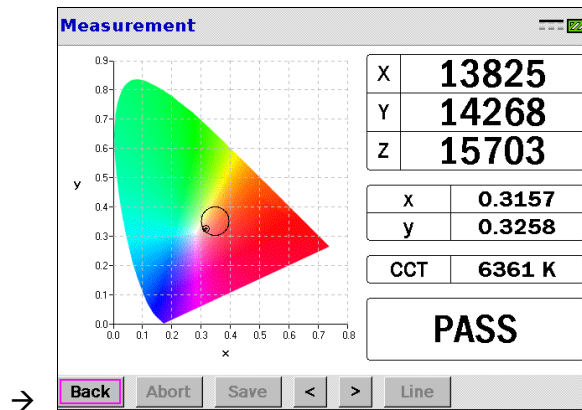 Measurement
0.9
0.8
0.7
0.6
0.5
0.4
0.3
0.2
0.1
0.0
y
0.0 0.1 0.2 0.3 0.4 0.5 0.6 0.7 0.8
x
X 13825
Y 14268
Z 15703
x 0.3157
y 0.3258
CCT 6361 K
PASS
→ Back Abort Save < > Line